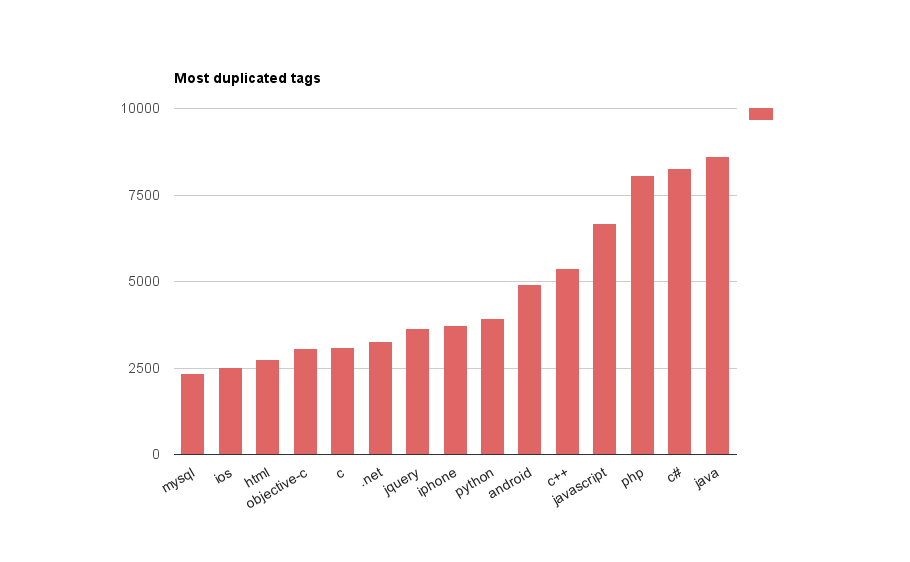 Most duplicated tags
10000
7500
5000
2500
0
mysql
ios
html
objective-c
c
.net
jquery
iphone
python
android
c++
javascript
php
c#
java